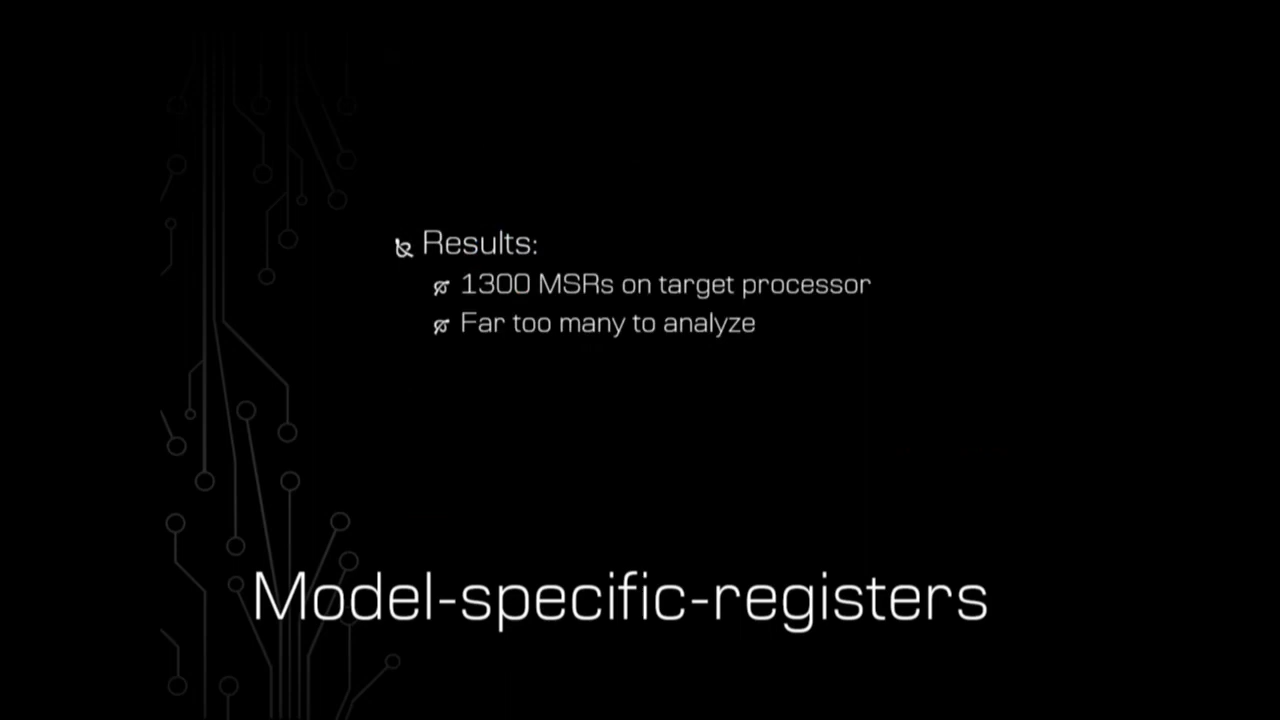 Results:
1300 MSRs on target processor
Far too many to analyze
Model-specific-registers